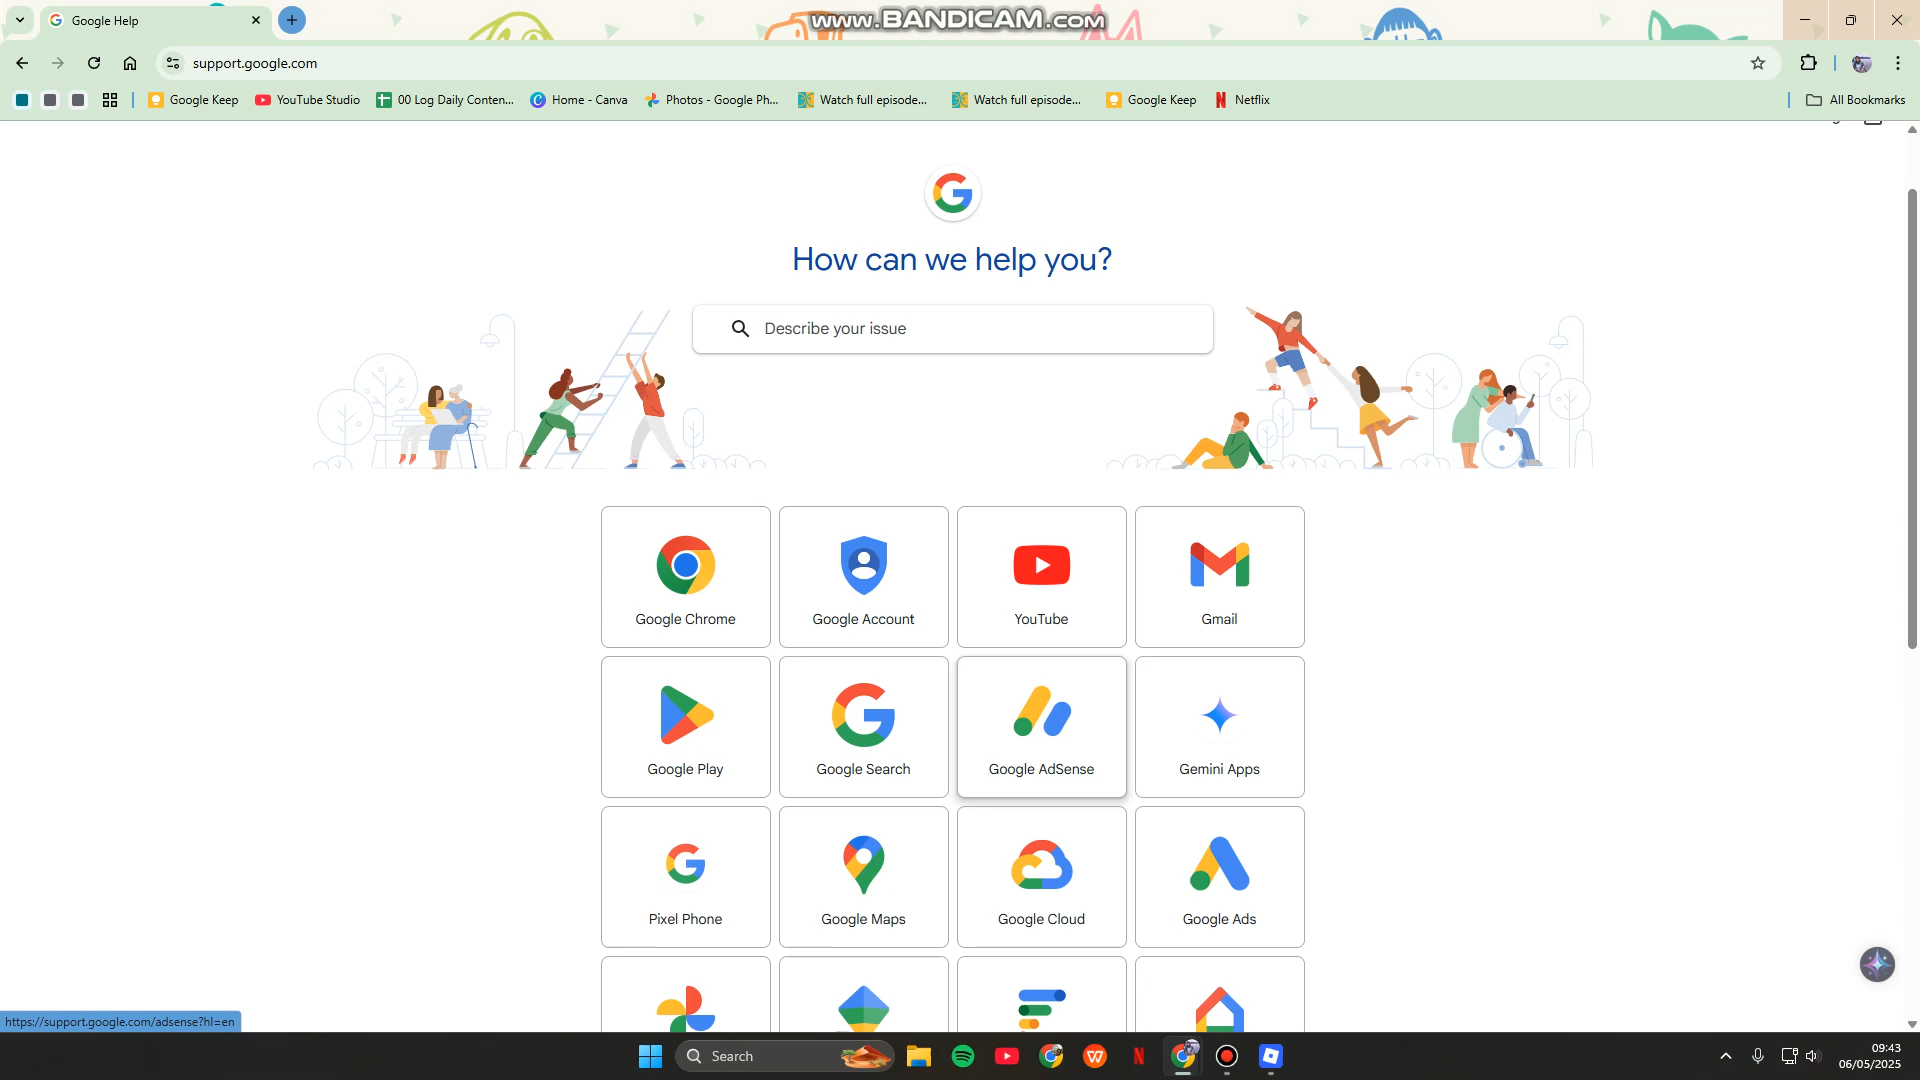 Google Help
www.BANDICAM.com
support.google.com
Google Keep
YouTube Studio
00 Log Daily Conten...
Home - Canva
Photos - Google Ph...
Watch full episode...
Watch full episode...
Google Keep
Netflix
All Bookmarks
How can we help you?
Describe your issue
Google Chrome
Google Account
YouTube
Gmail
Google Play
Google Search
Google AdSense
Gemini Apps
Pixel Phone
Google Maps
Google Cloud
Google Ads
https://support.google.com/adsense?hl=en
Search
09:43
06/05/2025